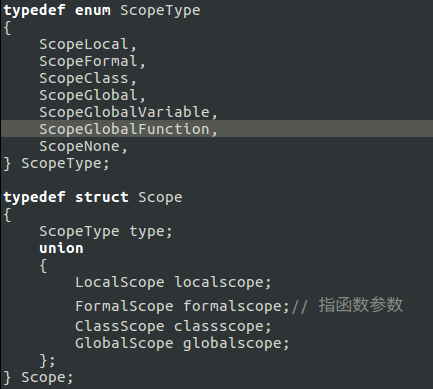 typedef enum ScopeType
{
    ScopeLocal,
    ScopeFormal,
    ScopeClass,
    ScopeGlobal,
    ScopeGlobalVariable,
    ScopeGlobalFunction,
    ScopeNone,
} ScopeType;

typedef struct Scope
{
    ScopeType type;
    union
    {
        LocalScope localscope;
        FormalScope formalscope;// 指函数参数
        ClassScope classscope;
        GlobalScope globalscope;
    };
} Scope;